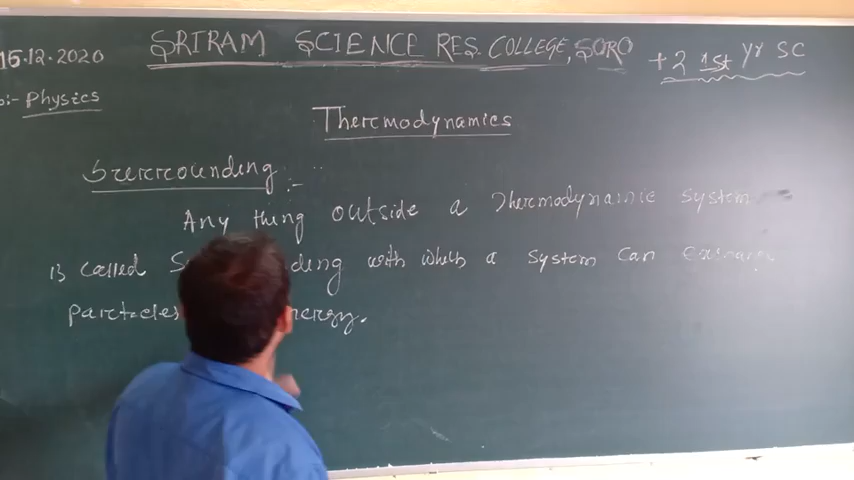 15.12.2020 SRIRAM SCIENCE RES. COLLEGE, SORO +2 1st yr SC
:- Physics
Thermodynamics
Surrounding :-
Any thing outside a Thermodynamic system
is called with which a system can
particles nergy.